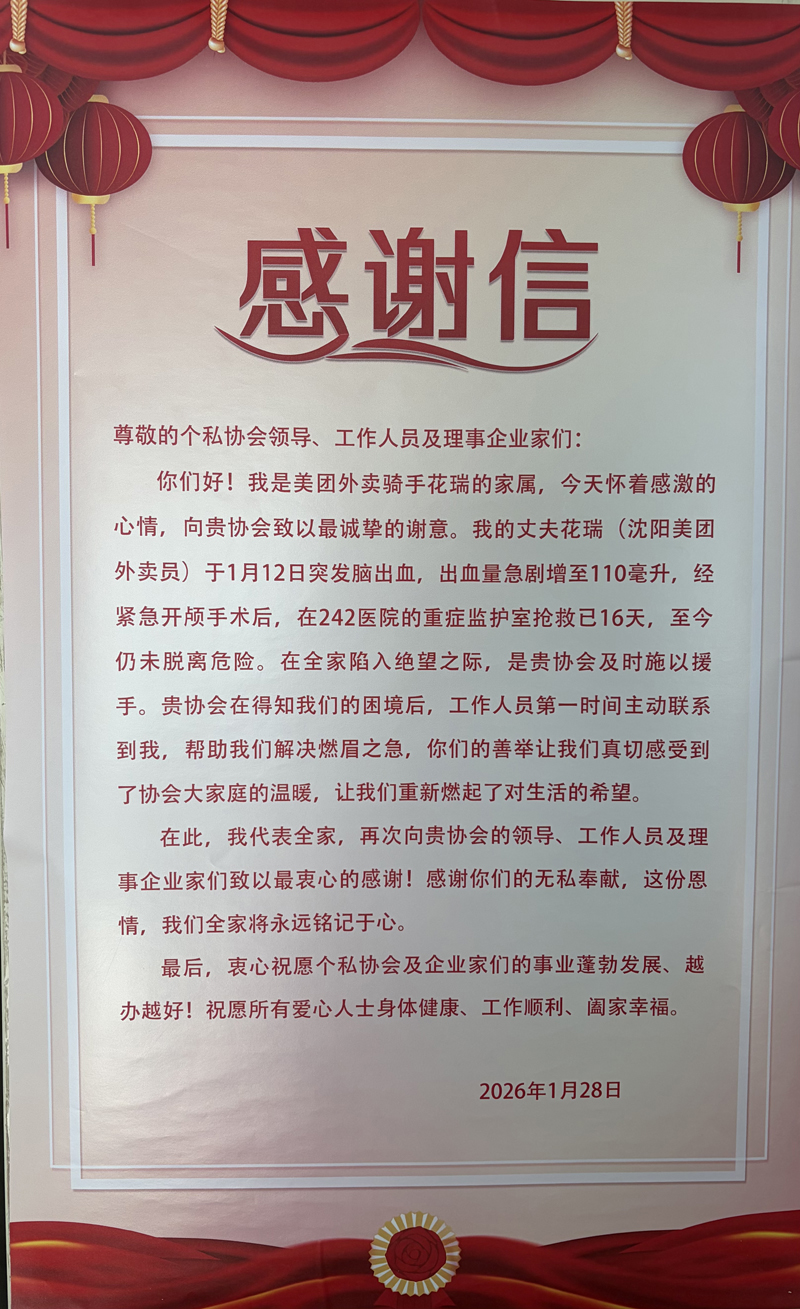 感谢信
尊敬的个私协会领导、工作人员及理事企业家们：
你们好！我是美团外卖骑手花瑞的家属，今天怀着感激的
心情，向贵协会致以最诚挚的谢意。我的丈夫花瑞（沈阳美团
外卖员）于1月12日突发脑出血，出血量急剧增至110毫升，经
紧急开颅手术后，在242医院的重症监护室抢救已16天，至今
仍未脱离危险。在全家陷入绝望之际，是贵协会及时施以援
手。贵协会在得知我们的困境后，工作人员第一时间主动联系
到我，帮助我们解决燃眉之急，你们的善举让我们真切感受到
了协会大家庭的温暖，让我们重新燃起了对生活的希望。
在此，我代表全家，再次向贵协会的领导、工作人员及理
事企业家们致以最衷心的感谢！感谢你们的无私奉献，这份恩
情，我们全家将永远铭记于心。
最后，衷心祝愿个私协会及企业家们的事业蓬勃发展、越
办越好！祝愿所有爱心人士身体健康、工作顺利、阖家幸福。
2026年1月28日